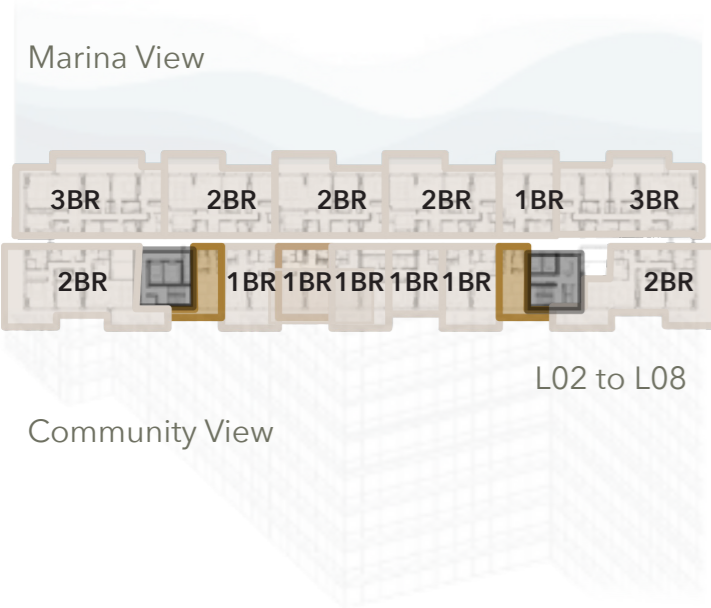 Marina View
3BR 2BR 2BR 2BR 1BR 3BR
2BR 1BR 1BR 1BR 1BR 1BR 2BR
L02 to L08
Community View